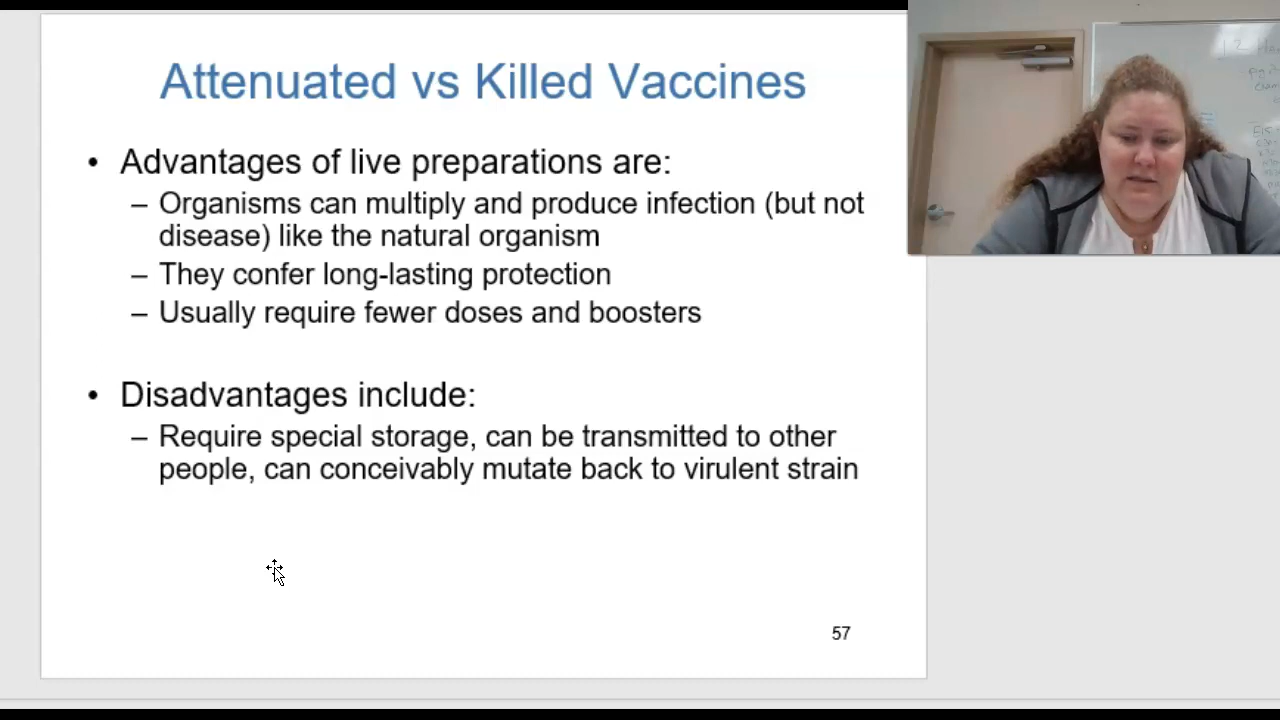 Attenuated vs Killed Vaccines
• Advantages of live preparations are:
– Organisms can multiply and produce infection (but not
disease) like the natural organism
– They confer long-lasting protection
– Usually require fewer doses and boosters
• Disadvantages include:
– Require special storage, can be transmitted to other
people, can conceivably mutate back to virulent strain
57